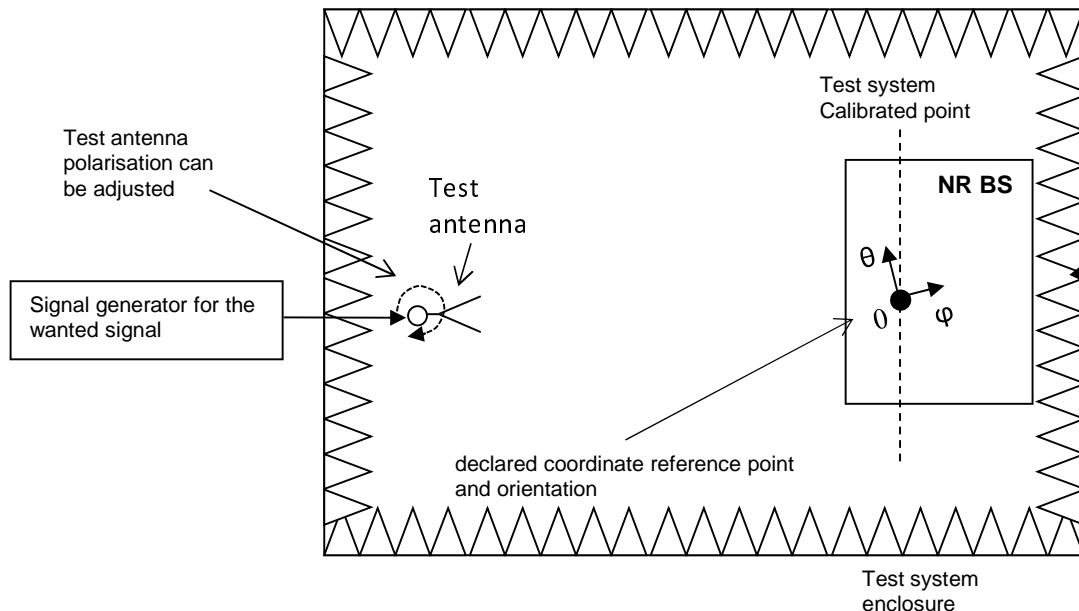 Test system
Calibrated point
Test antenna
polarisation can
be adjusted
NR BS
Test
antenna
θ
Signal generator for the
wanted signal
0
φ
declared coordinate reference point
and orientation
Test system
enclosure